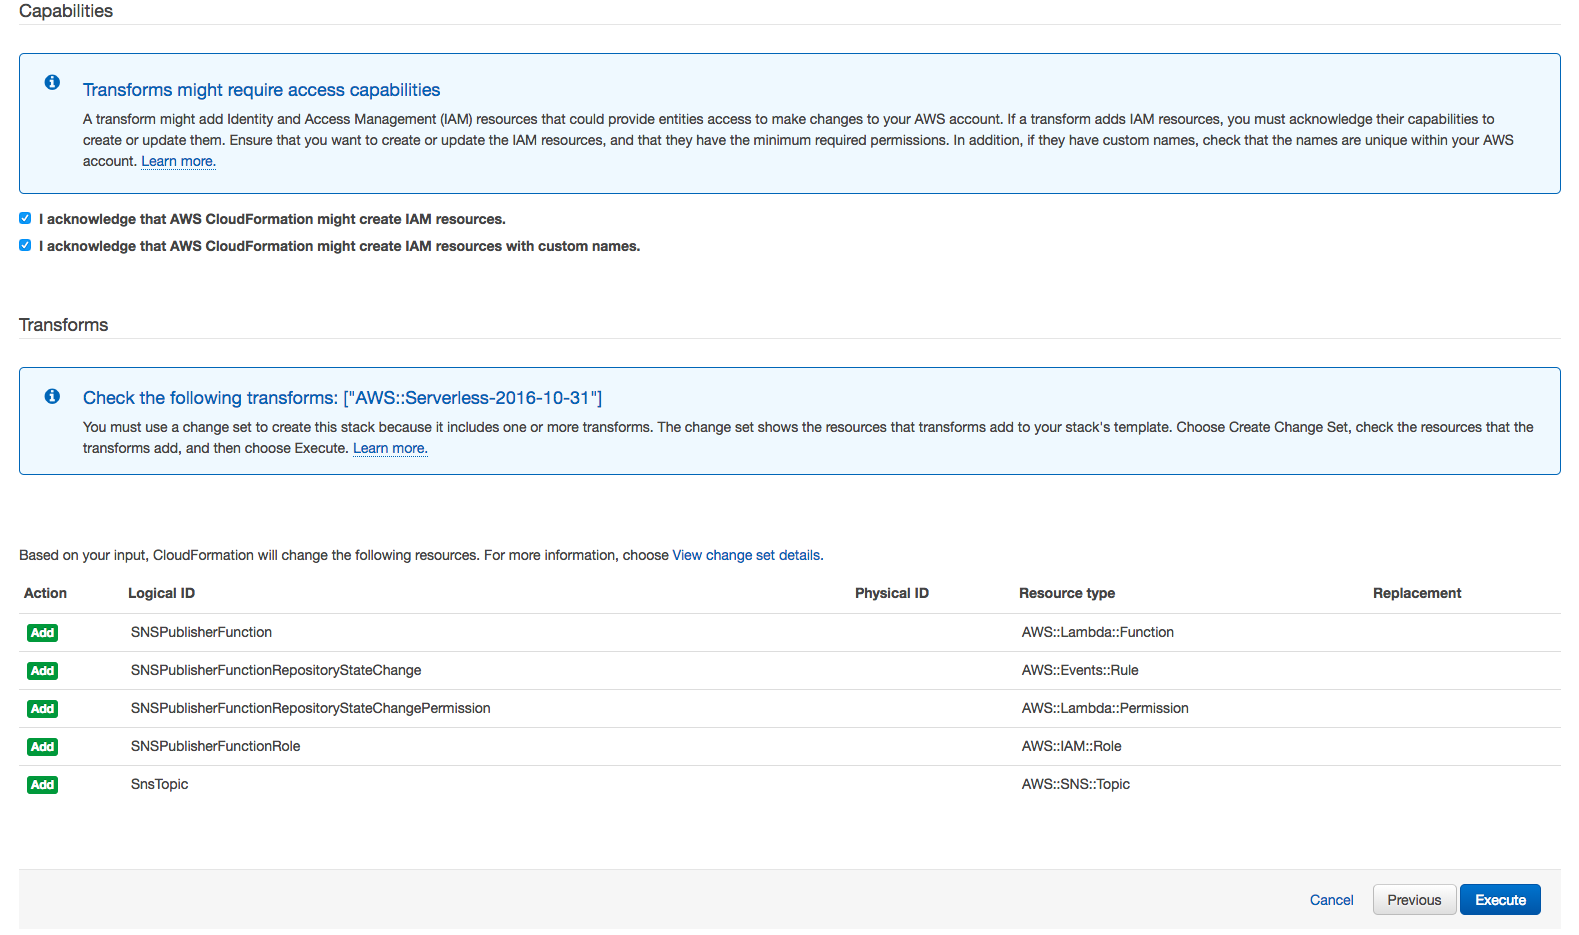 Capabilities
Transforms might require access capabilities
A transform might add Identity and Access Management (IAM) resources that could provide entities access to make changes to your AWS account. If a transform adds IAM resources, you must acknowledge their capabilities to
create or update them. Ensure that you want to create or update the IAM resources, and that they have the minimum required permissions. In addition, if they have custom names, check that the names are unique within your AWS
account. Learn more.
I acknowledge that AWS CloudFormation might create IAM resources.
I acknowledge that AWS CloudFormation might create IAM resources with custom names.
Transforms
Check the following transforms: ["AWS::Serverless-2016-10-31"]
You must use a change set to create this stack because it includes one or more transforms. The change set shows the resources that transforms add to your stack's template. Choose Create Change Set, check the resources that the
transforms add, and then choose Execute. Learn more.
Based on your input, CloudFormation will change the following resources. For more information, choose View change set details.
Action Logical ID Physical ID Resource type Replacement
Add SNSPublisherFunction AWS::Lambda::Function
Add SNSPublisherFunctionRepositoryStateChange AWS::Events::Rule
Add SNSPublisherFunctionRepositoryStateChangePermission AWS::Lambda::Permission
Add SNSPublisherFunctionRole AWS::IAM::Role
Add SnsTopic AWS::SNS::Topic
Cancel Previous Execute